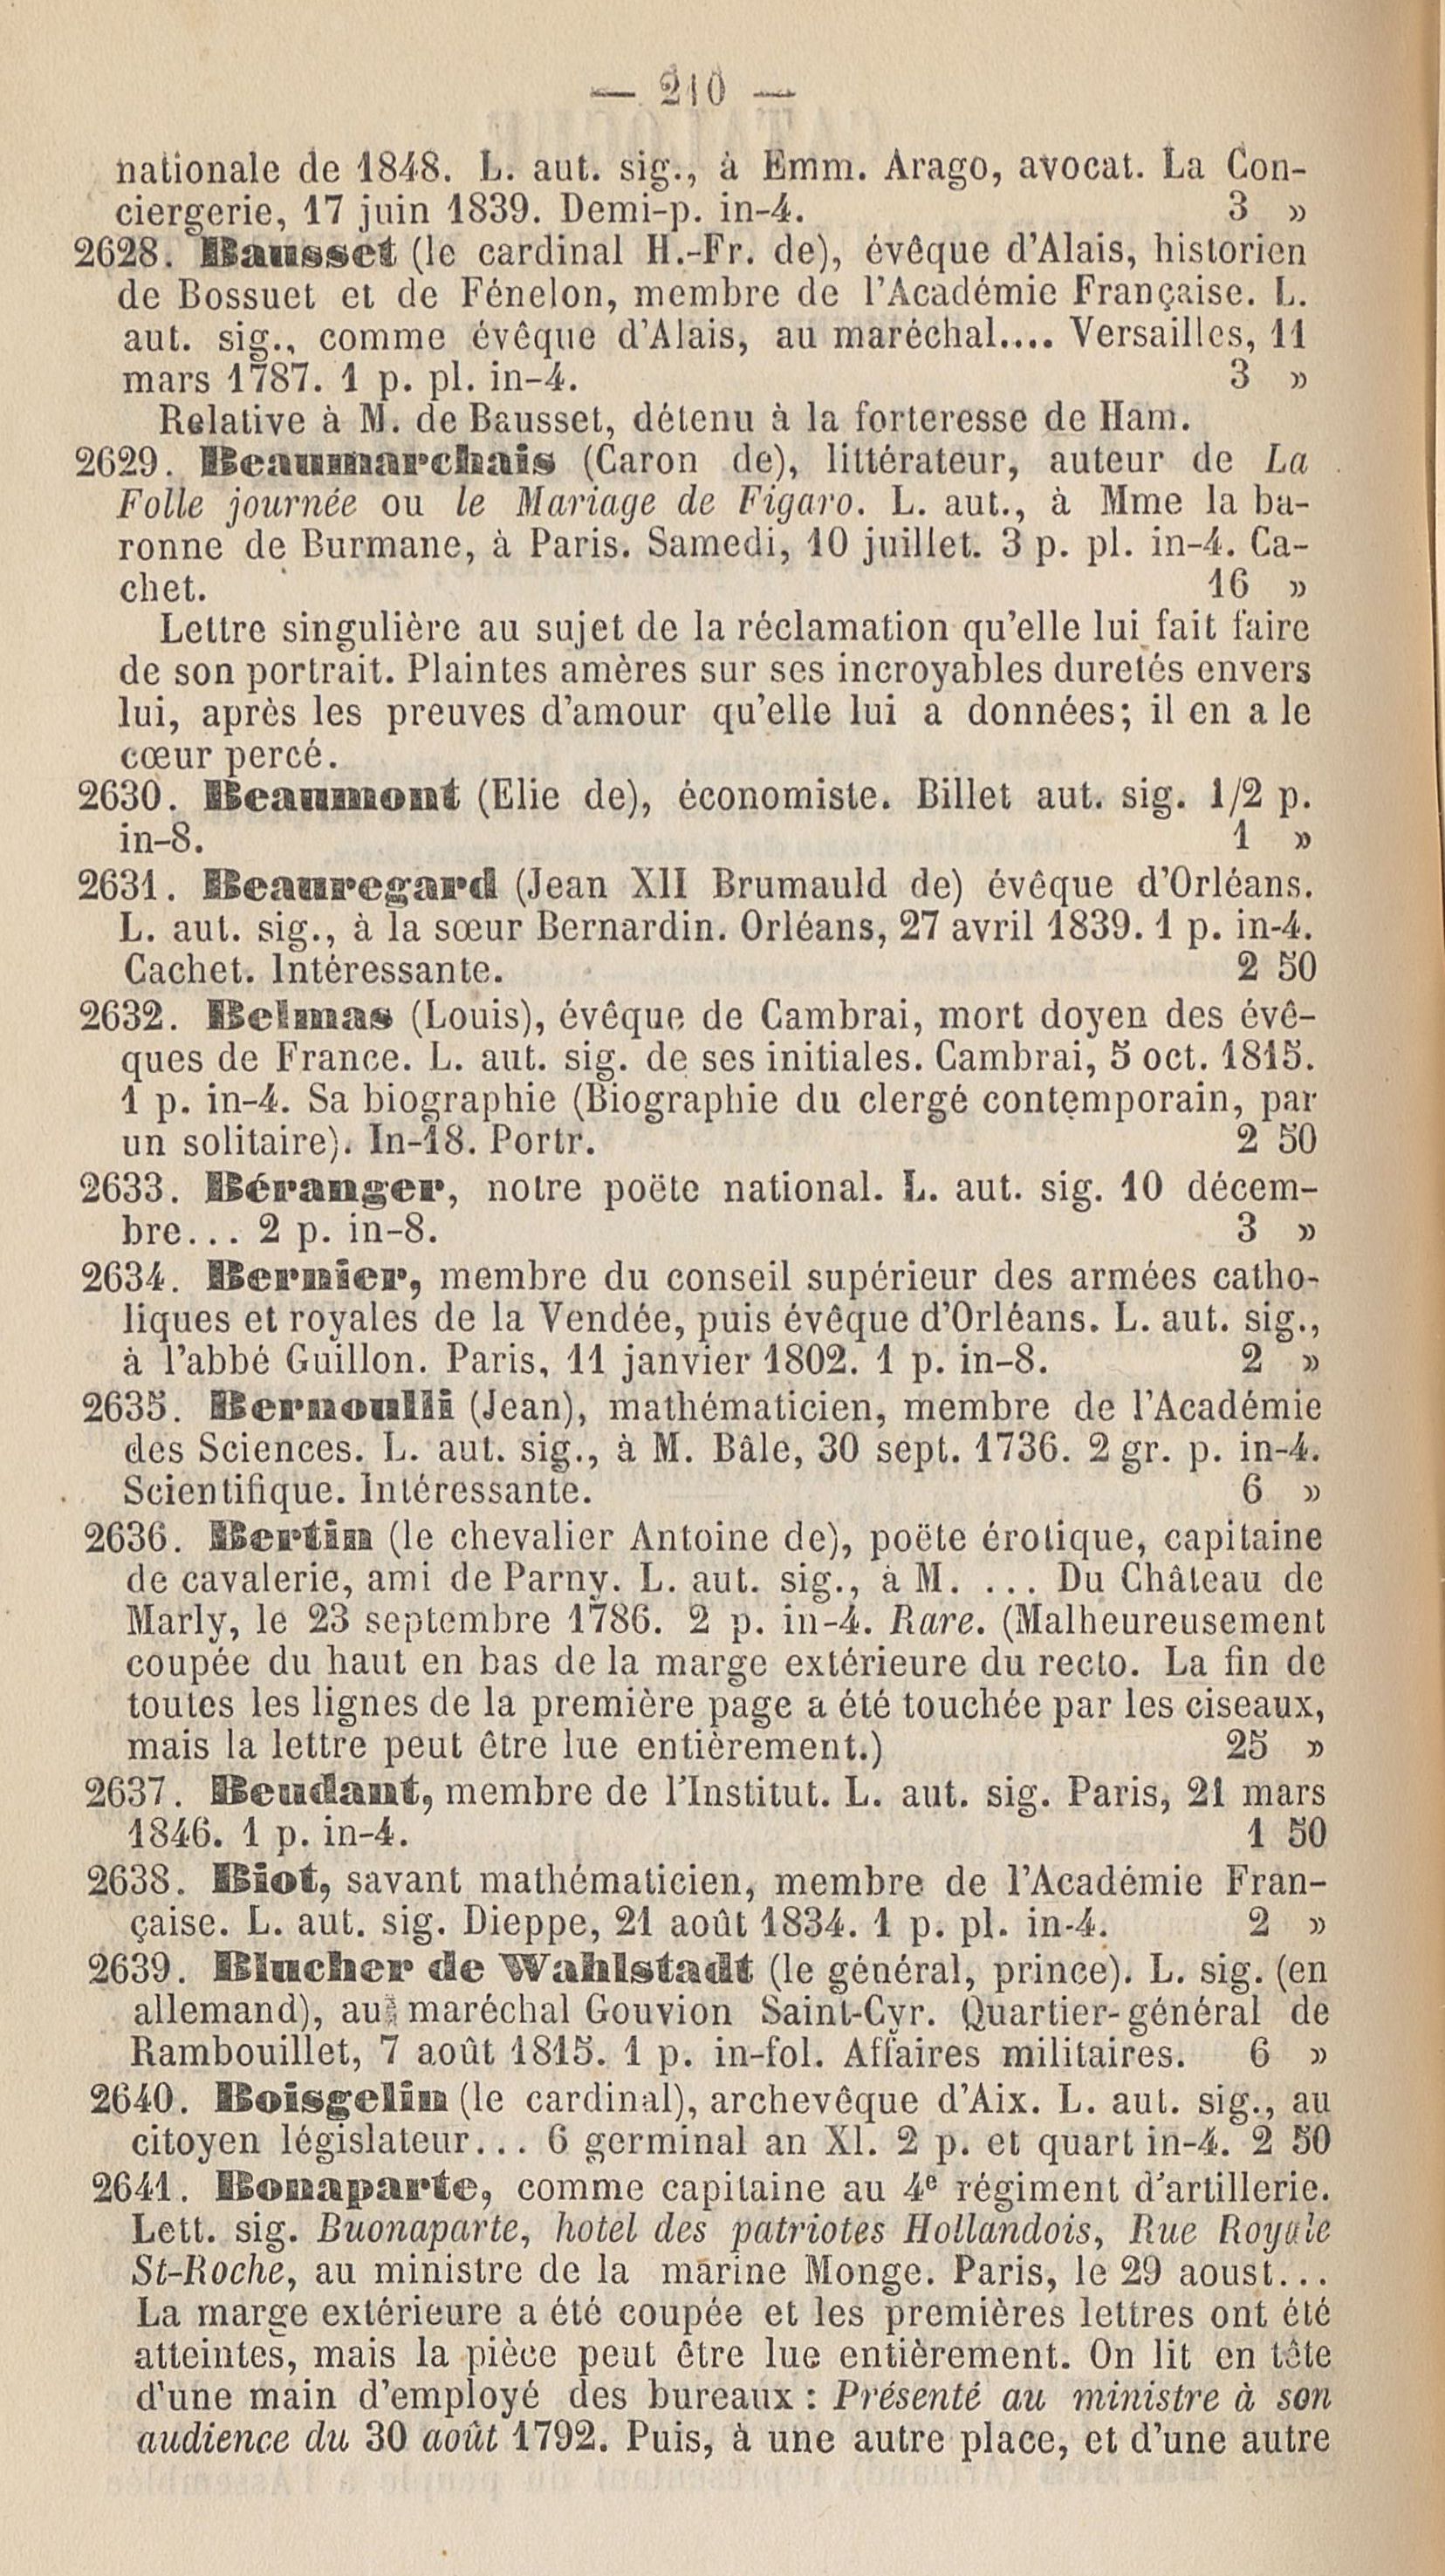 — 210 —
nationale de 1848. L. aut. sig., à Emm. Arago, avocat. La Con-
ciergerie, 17 juin 1839. Demi-p. in-4. 3 »
2628. Bausset (le cardinal H.-Fr. de), évêque d'Alais, historien
de Bossuet et de Fénelon, membre de l'Académie Française. L.
aut. sig., comme évêque d'Alais, au maréchal.... Versailles, 11
mars 1787. 1 p. pl. in-4. 3 »
Relative à M. de Bausset, détenu à la forteresse de Ham.
2629. Beaumarchais (Caron de), littérateur, auteur de La
Folle journée ou le Mariage de Figaro. L. aut., à Mme la ba-
ronne de Burmane, à Paris. Samedi, 10 juillet. 3 p. pl. in-4. Ca-
chet. 16 »
Lettre singulière au sujet de la réclamation qu'elle lui fait faire
de son portrait. Plaintes amères sur ses incroyables duretés envers
lui, après les preuves d'amour qu'elle lui a données; il en a le
cœur percé.
2630. Beaumont (Elie de), économiste. Billet aut. sig. 1/2 p.
in-8. 1 »
2631. Beauregard (Jean XII Brumauld de) évêque d'Orléans.
L. aut. sig., à la sœur Bernardin. Orléans, 27 avril 1839. 1 p. in-4.
Cachet. Intéressante. 2 50
2632. Belmas (Louis), évêque de Cambrai, mort doyen des évê-
ques de France. L. aut. sig. de ses initiales. Cambrai, 5 oct. 1815.
1 p. in-4. Sa biographie (Biographie du clergé contemporain, par
un solitaire). In-18. Portr. 2 50
2633. Béranger, notre poëte national. L. aut. sig. 10 décem-
bre... 2 p. in-8. 3 »
2634. Bernier, membre du conseil supérieur des armées catho-
liques et royales de la Vendée, puis évêque d'Orléans. L. aut. sig.,
à l'abbé Guillon. Paris, 11 janvier 1802. 1 p. in-8. 2 »
2635. Bernoulli (Jean), mathématicien, membre de l'Académie
des Sciences. L. aut. sig., à M. Bâle, 30 sept. 1736. 2 gr. p. in-4.
Scientifique. Intéressante. 6 »
2636. Bertin (le chevalier Antoine de), poëte érotique, capitaine
de cavalerie, ami de Parny. L. aut. sig., à M. ... Du Château de
Marly, le 23 septembre 1786. 2 p. in-4. Rare. (Malheureusement
coupée du haut en bas de la marge extérieure du recto. La fin de
toutes les lignes de la première page a été touchée par les ciseaux,
mais la lettre peut être lue entièrement.) 25 »
2637. Beudant, membre de l'Institut. L. aut. sig. Paris, 21 mars
1846. 1 p. in-4. 1 50
2638. Biot, savant mathématicien, membre de l'Académie Fran-
çaise. L. aut. sig. Dieppe, 21 août 1834. 1 p. pl. in-4. 2 »
2639. Blucher de Wahlstadt (le général, prince). L. sig. (en
allemand), au maréchal Gouvion Saint-Cyr. Quartier-général de
Rambouillet, 7 août 1815. 1 p. in-fol. Affaires militaires. 6 »
2640. Boisgelin (le cardinal), archevêque d'Aix. L. aut. sig., au
citoyen législateur... 6 germinal an XI. 2 p. et quart in-4. 2 50
2641. Bonaparte, comme capitaine au 4e régiment d'artillerie.
Lett. sig. Buonaparte, hotel des patriotes Hollandois, Rue Royale
St-Roche, au ministre de la marine Monge. Paris, le 29 aoust...
La marge extérieure a été coupée et les premières lettres ont été
atteintes, mais la pièce peut être lue entièrement. On lit en tête
d'une main d'employé des bureaux : Présenté au ministre à son
audience du 30 août 1792. Puis, à une autre place, et d'une autre